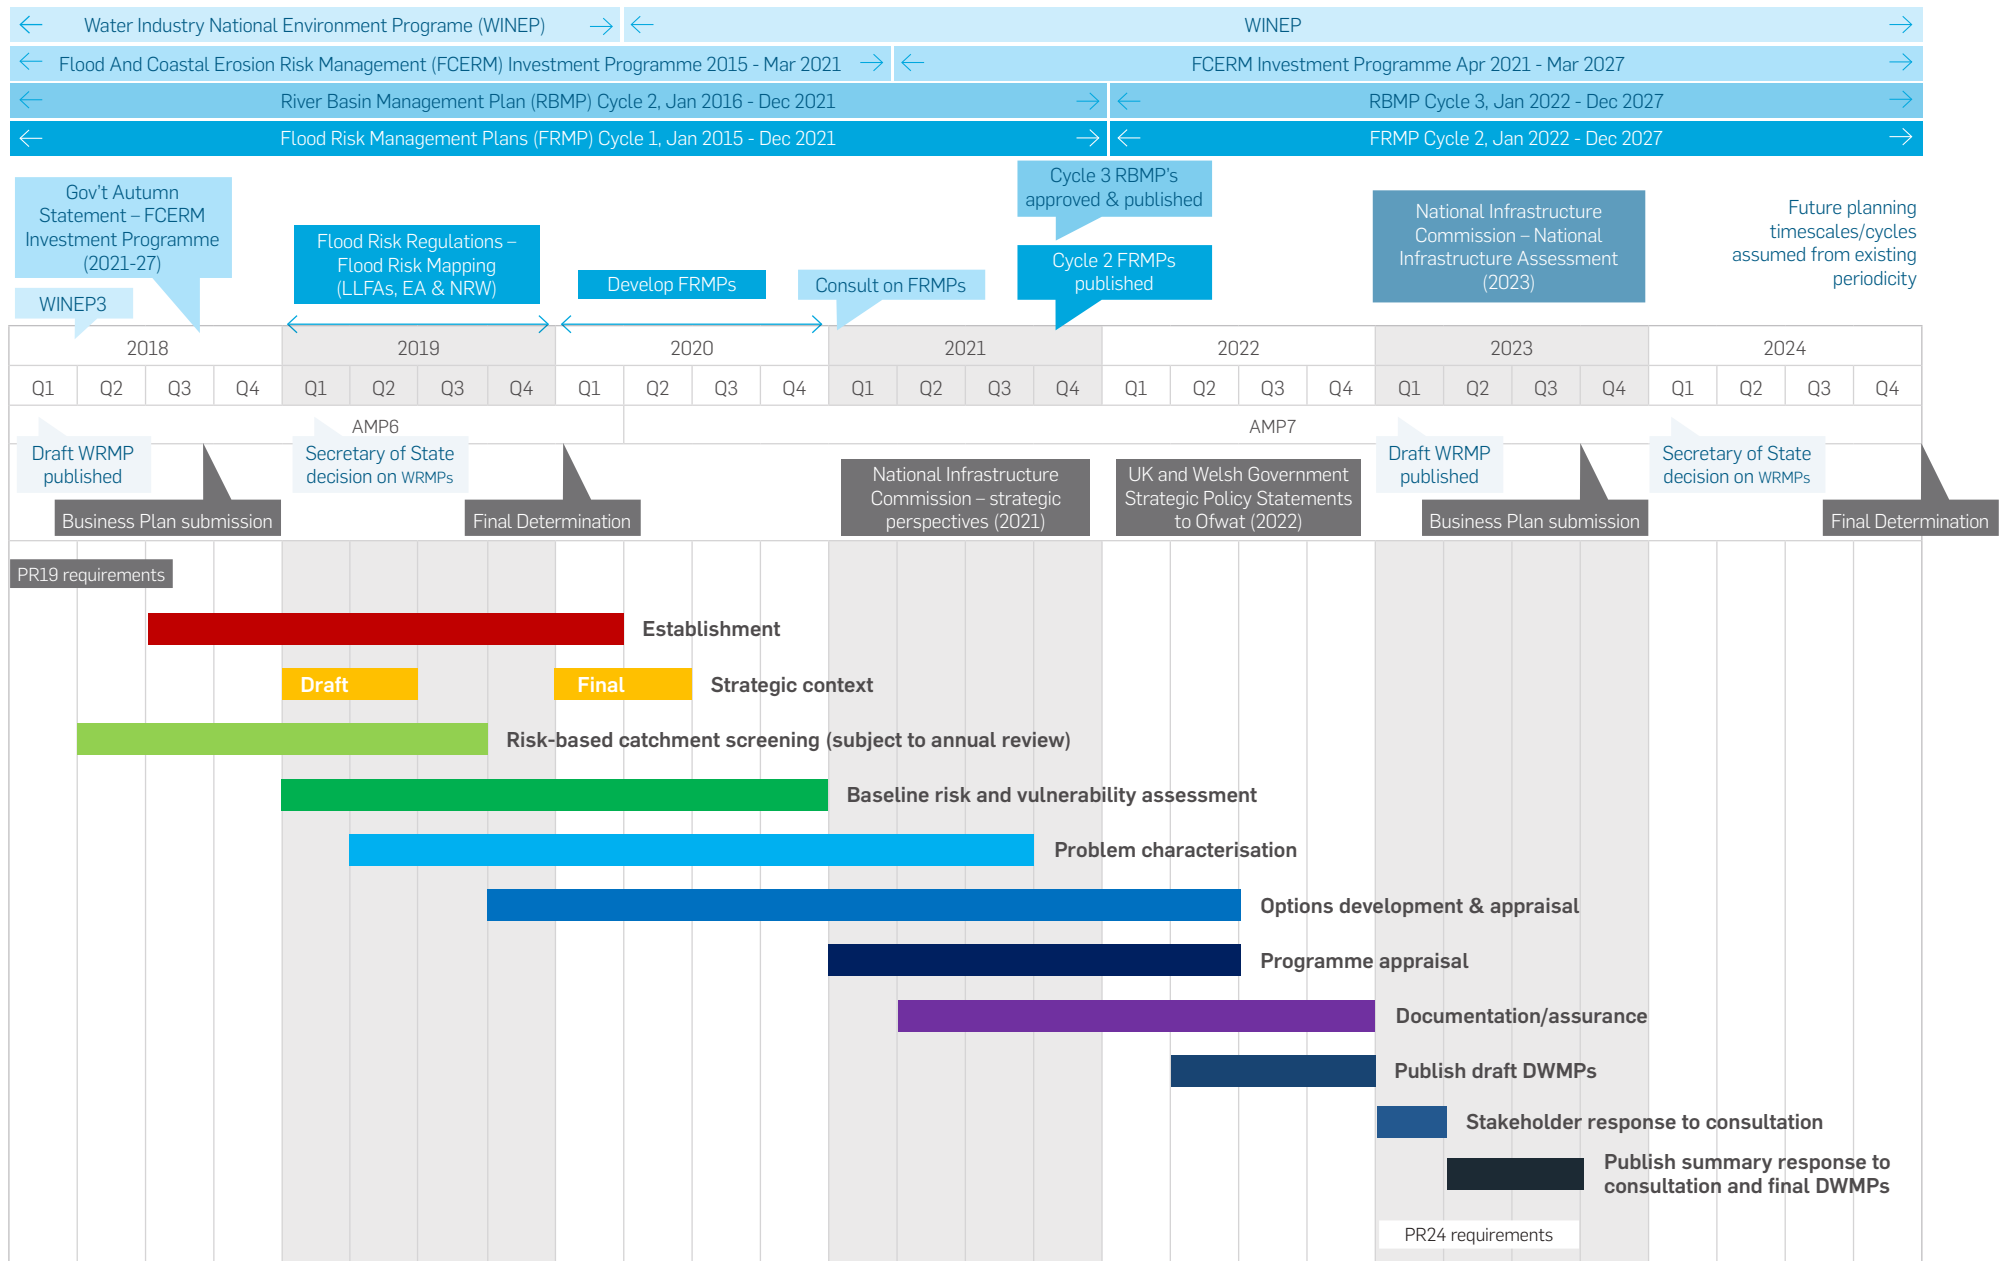 Water Industry National Environment Programe (WINEP)
WINEP
Flood And Coastal Erosion Risk Management (FCERM) Investment Programme 2015 - Mar 2021
FCERM Investment Programme Apr 2021 - Mar 2027
River Basin Management Plan (RBMP) Cycle 2, Jan 2016 - Dec 2021
RBMP Cycle 3, Jan 2022 - Dec 2027
Flood Risk Management Plans (FRMP) Cycle 1, Jan 2015 - Dec 2021
FRMP Cycle 2, Jan 2022 - Dec 2027
Gov't Autumn
Statement – FCERM
Investment Programme
(2021-27)
WINEP3
Flood Risk Regulations –
Flood Risk Mapping
(LLFAs, EA & NRW)
Develop FRMPs
Consult on FRMPs
Cycle 3 RBMP's
approved & published
Cycle 2 FRMPs
published
National Infrastructure
Commission – National
Infrastructure Assessment
(2023)
Future planning
timescales/cycles
assumed from existing
periodicity
2018 2019 2020 2021 2022 2023 2024
Q1 Q2 Q3 Q4 Q1 Q2 Q3 Q4 Q1 Q2 Q3 Q4 Q1 Q2 Q3 Q4 Q1 Q2 Q3 Q4 Q1 Q2 Q3 Q4 Q1 Q2 Q3 Q4
AMP6 AMP7
Draft WRMP
published
Business Plan submission
Secretary of State
decision on WRMPs
Final Determination
National Infrastructure
Commission – strategic
perspectives (2021)
UK and Welsh Government
Strategic Policy Statements
to Ofwat (2022)
Draft WRMP
published
Business Plan submission
Secretary of State
decision on WRMPs
Final Determination
PR19 requirements
Establishment
Draft Final Strategic context
Risk-based catchment screening (subject to annual review)
Baseline risk and vulnerability assessment
Problem characterisation
Options development & appraisal
Programme appraisal
Documentation/assurance
Publish draft DWMPs
Stakeholder response to consultation
Publish summary response to
consultation and final DWMPs
PR24 requirements